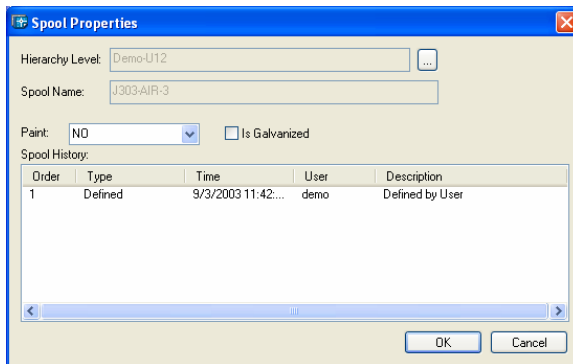 Spool Properties
Hierarchy Level: Demo-U12 ...
Spool Name: J303-AIR-3
Paint: NO Is Galvanized
Spool History:
Order Type Time User Description
1 Defined 9/3/2003 11:42:... demo Defined by User
OK Cancel